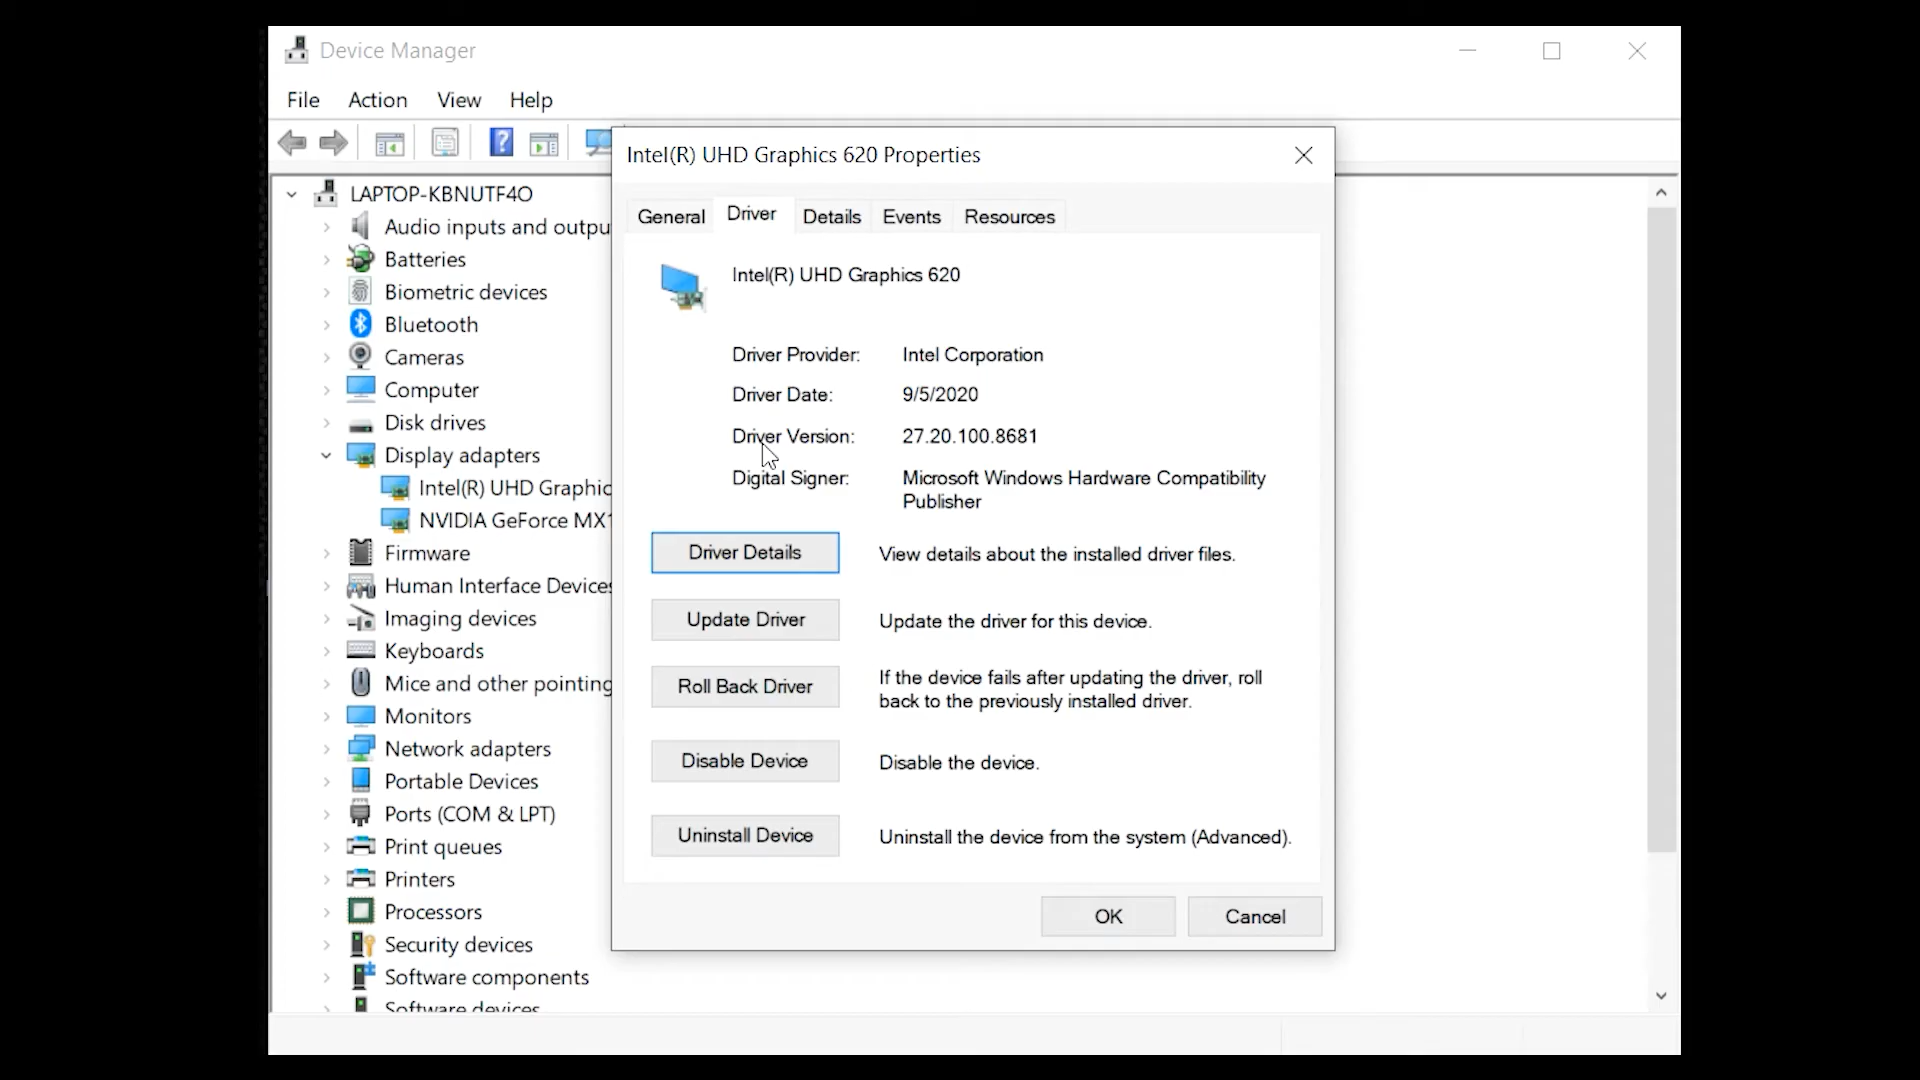 Device Manager
File Action View Help
Intel(R) UHD Graphics 620 Properties
LAPTOP-KBNUTF4O
Audio inputs and outpu
Batteries
Biometric devices
Bluetooth
Cameras
Computer
Disk drives
Display adapters
Intel(R) UHD Graphic
NVIDIA GeForce MX1
Firmware
Human Interface Devices
Imaging devices
Keyboards
Mice and other pointing
Monitors
Network adapters
Portable Devices
Ports (COM & LPT)
Print queues
Printers
Processors
Security devices
Software components
Software devices
General Driver Details Events Resources
Intel(R) UHD Graphics 620
Driver Provider: Intel Corporation
Driver Date: 9/5/2020
Driver Version: 27.20.100.8681
Digital Signer: Microsoft Windows Hardware Compatibility
Publisher
Driver Details View details about the installed driver files.
Update Driver Update the driver for this device.
Roll Back Driver If the device fails after updating the driver, roll
back to the previously installed driver.
Disable Device Disable the device.
Uninstall Device Uninstall the device from the system (Advanced).
OK Cancel